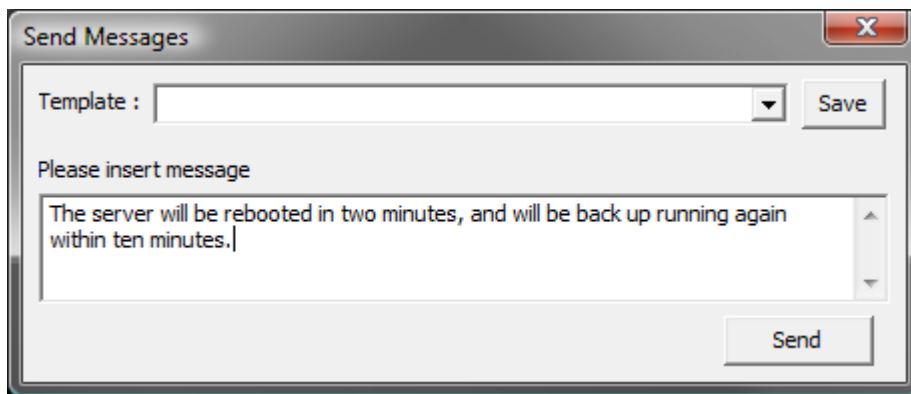 Send Messages
Template :
Save
Please insert message
The server will be rebooted in two minutes, and will be back up running again
within ten minutes.
Send